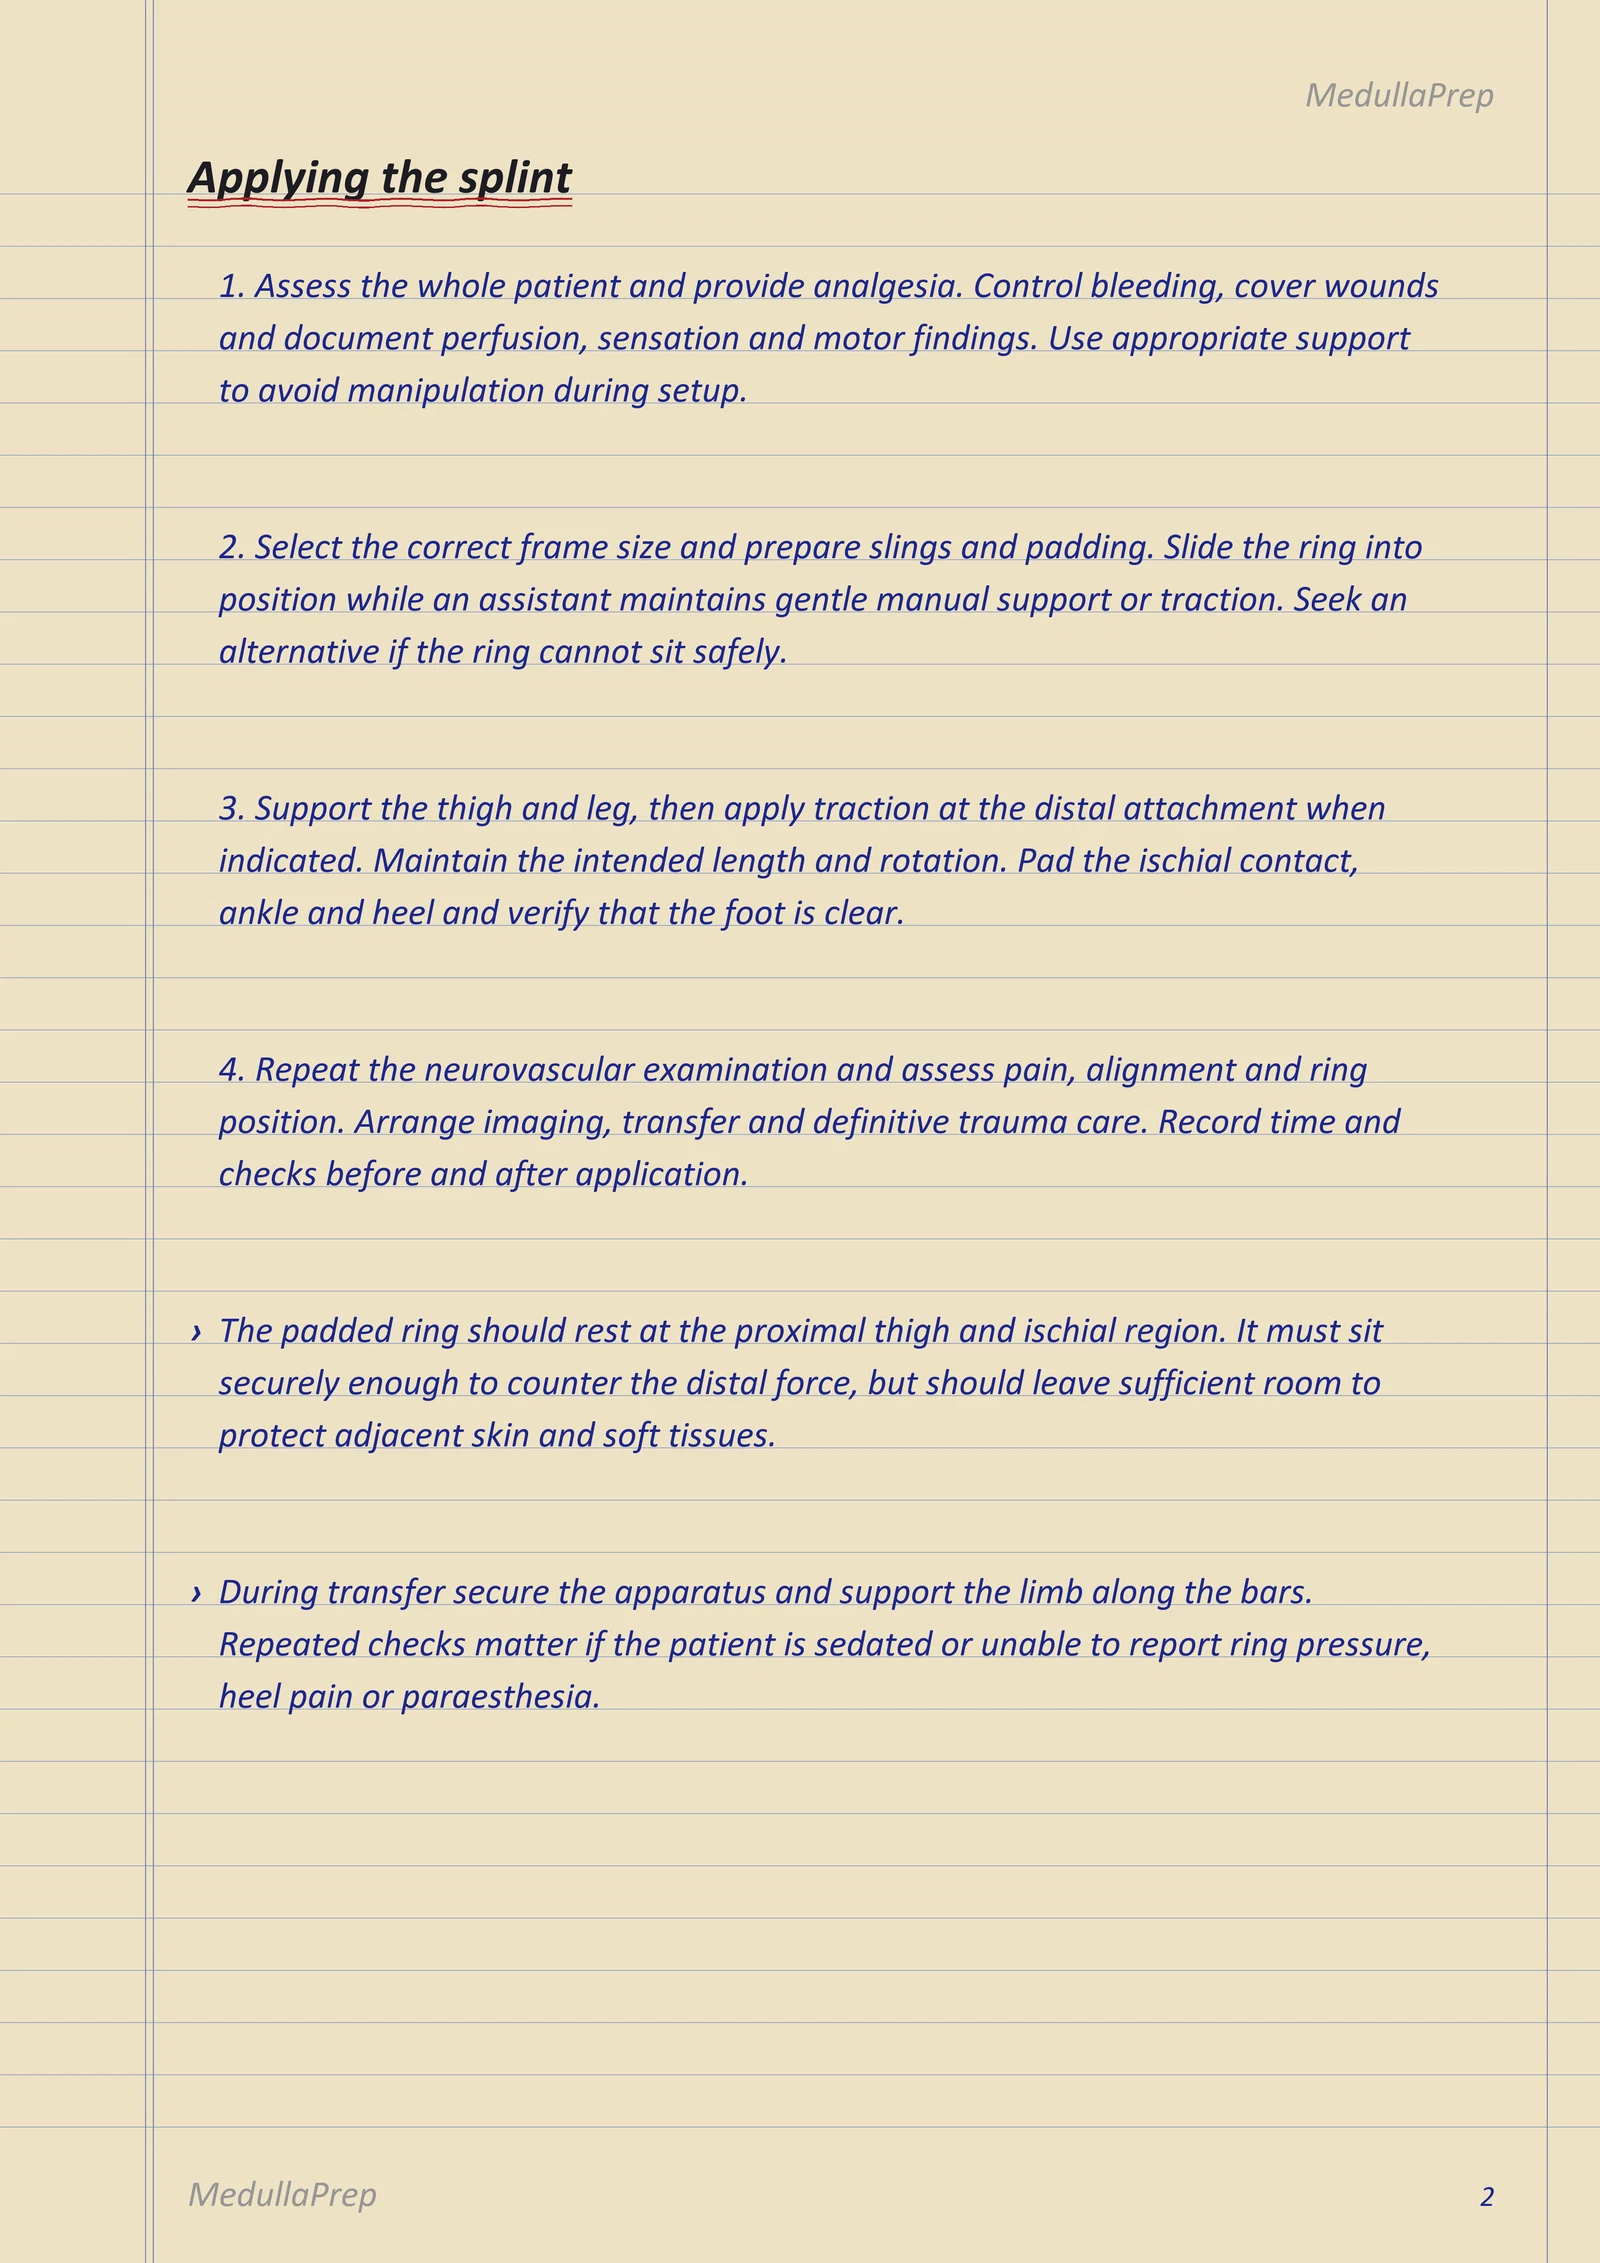 MedullaPrep
Applying the splint
1. Assess the whole patient and provide analgesia. Control bleeding, cover wounds
and document perfusion, sensation and motor findings. Use appropriate support
to avoid manipulation during setup.
2. Select the correct frame size and prepare slings and padding. Slide the ring into
position while an assistant maintains gentle manual support or traction. Seek an
alternative if the ring cannot sit safely.
3. Support the thigh and leg, then apply traction at the distal attachment when
indicated. Maintain the intended length and rotation. Pad the ischial contact,
ankle and heel and verify that the foot is clear.
4. Repeat the neurovascular examination and assess pain, alignment and ring
position. Arrange imaging, transfer and definitive trauma care. Record time and
checks before and after application.
› The padded ring should rest at the proximal thigh and ischial region. It must sit
securely enough to counter the distal force, but should leave sufficient room to
protect adjacent skin and soft tissues.
› During transfer secure the apparatus and support the limb along the bars.
Repeated checks matter if the patient is sedated or unable to report ring pressure,
heel pain or paraesthesia.
MedullaPrep
2